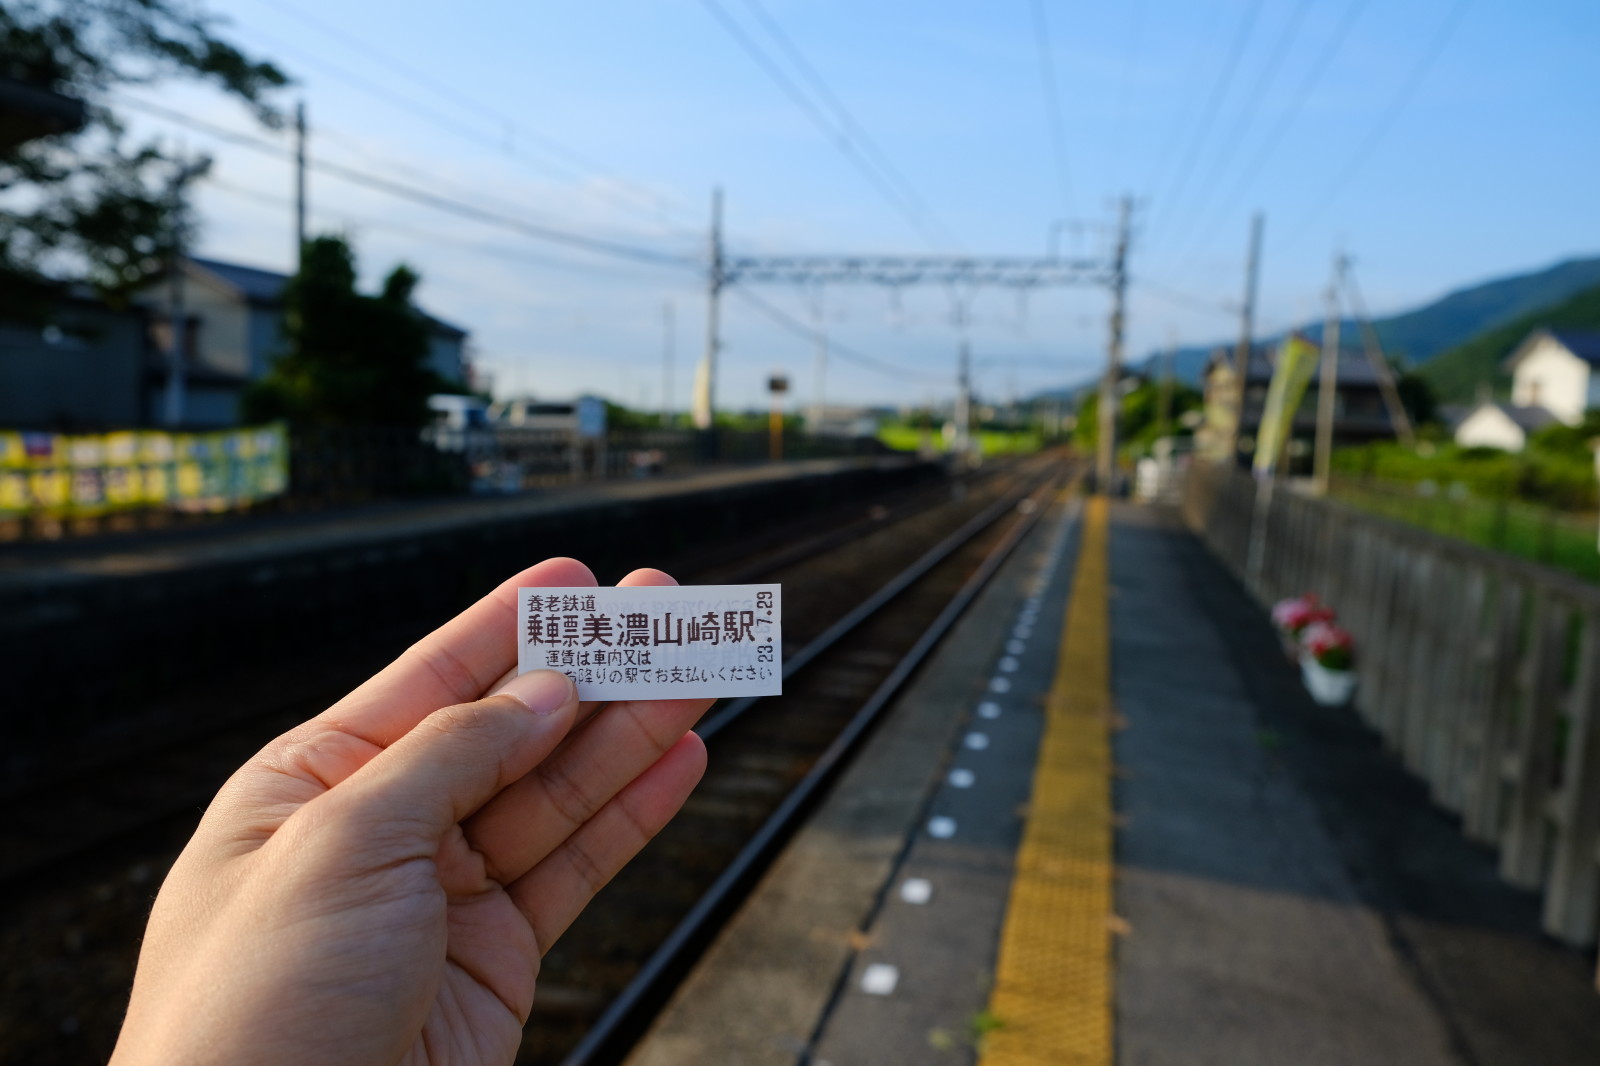 養老鉄道
乗車票美濃山崎駅
運賃は車内又は
お降りの駅でお支払いください
23.-7.29